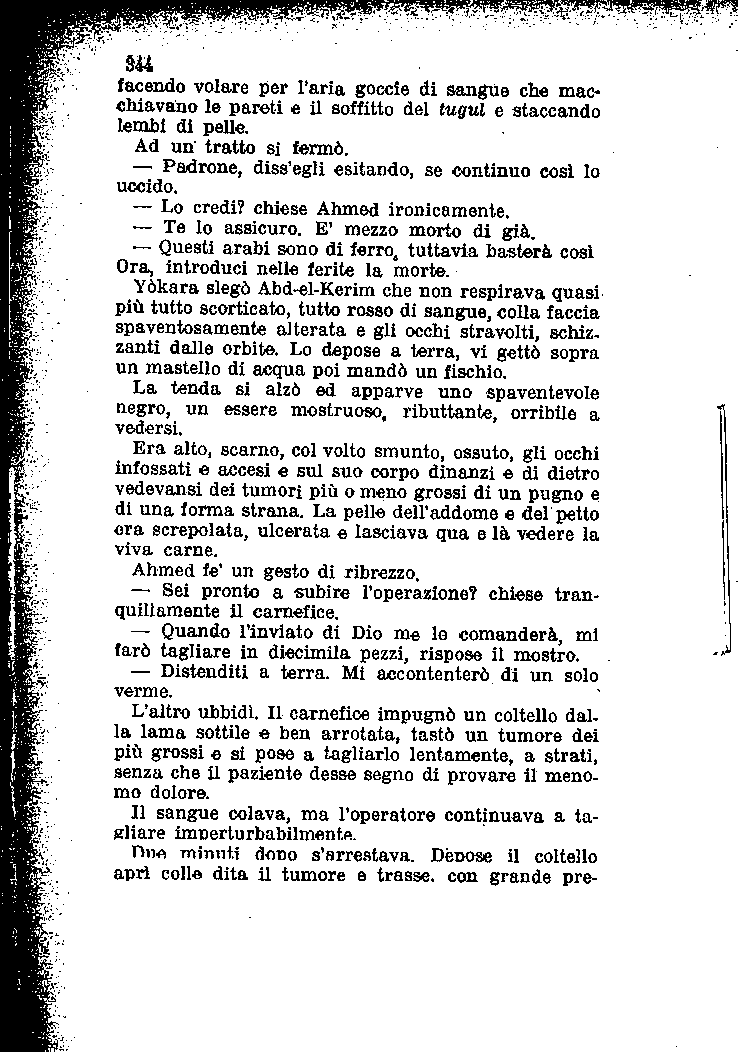 344
facendo volare per l'aria goccie di sangue che mac-
chiavano le pareti e il soffitto del tugul e staccando
lembi di pelle.
Ad un tratto si fermò.
— Padrone, diss'egli esitando, se continuo così lo
uccido.
— Lo credi? chiese Ahmed ironicamente.
— Te lo assicuro. E' mezzo morto di già.
— Questi arabi sono di ferro, tuttavia basterà così
Ora, introduci nelle ferite la morte.
Yòkara slegò Abd-el-Kerim che non respirava quasi
più tutto scorticato, tutto rosso di sangue, colla faccia
spaventosamente alterata e gli occhi stravolti, schiz-
zanti dalle orbite. Lo depose a terra, vi gettò sopra
un mastello di acqua poi mandò un fischio.
La tenda si alzò ed apparve uno spaventevole
negro, un essere mostruoso, ributtante, orribile a
vedersi.
Era alto, scarno, col volto smunto, ossuto, gli occhi
infossati e accesi e sul suo corpo dinanzi e di dietro
vedevansi dei tumori più o meno grossi di un pugno e
di una forma strana. La pelle dell'addome e del petto
era screpolata, ulcerata e lasciava qua e là vedere la
viva carne.
Ahmed fe' un gesto di ribrezzo.
— Sei pronto a subire l'operazione? chiese tran-
quillamente il carnefice.
— Quando l'inviato di Dio me lo comanderà, mi
farò tagliare in diecimila pezzi, rispose il mostro.
— Distenditi a terra. Mi accontenterò di un solo
verme.
L'altro ubbidì. Il carnefice impugnò un coltello dal-
la lama sottile e ben arrotata, tastò un tumore dei
più grossi e si pose a tagliarlo lentamente, a strati,
senza che il paziente desse segno di provare il meno-
mo dolore.
Il sangue colava, ma l'operatore continuava a ta-
gliare imperturbabilmente.
Due minuti dopo s'arrestava. Depose il coltello
aprì colle dita il tumore e trasse, con grande pre-